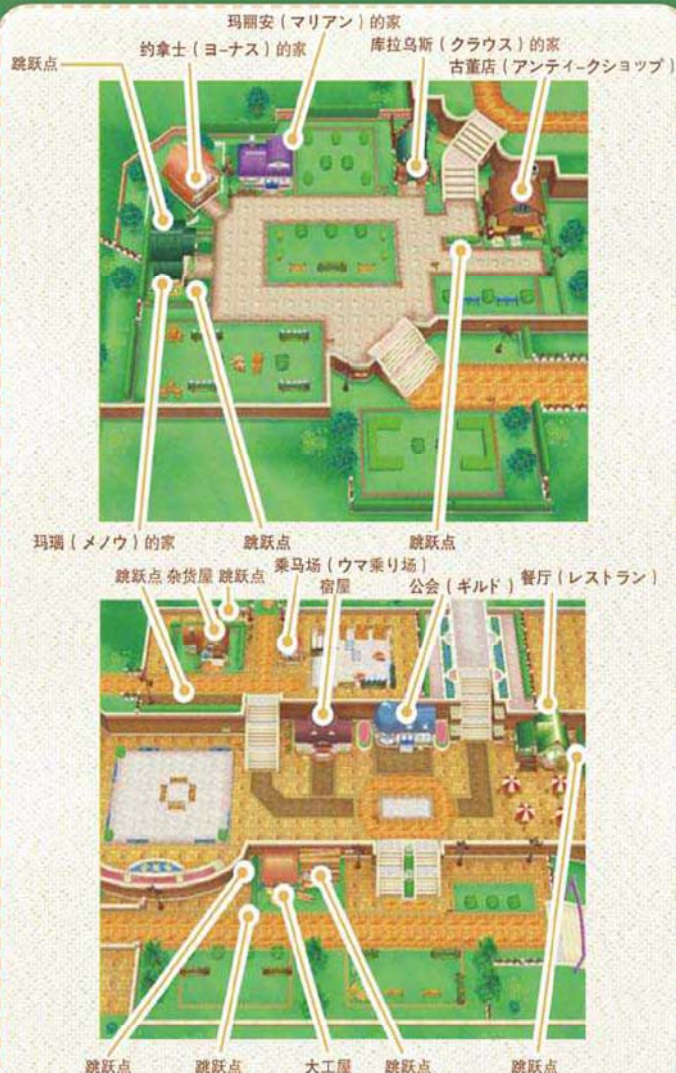 玛丽安（マリアン）的家
约拿士（ヨーナス）的家
库拉乌斯（クラウス）的家
跳跃点
古董店（アンティークショップ）
玛瑙（メノウ）的家
跳跃点
跳跃点
跳跃点
杂货屋
跳跃点
乘马场（ウマ乗り場）
宿屋
公会（ギルド）
餐厅（レストラン）
跳跃点
跳跃点
大工屋
跳跃点
跳跃点